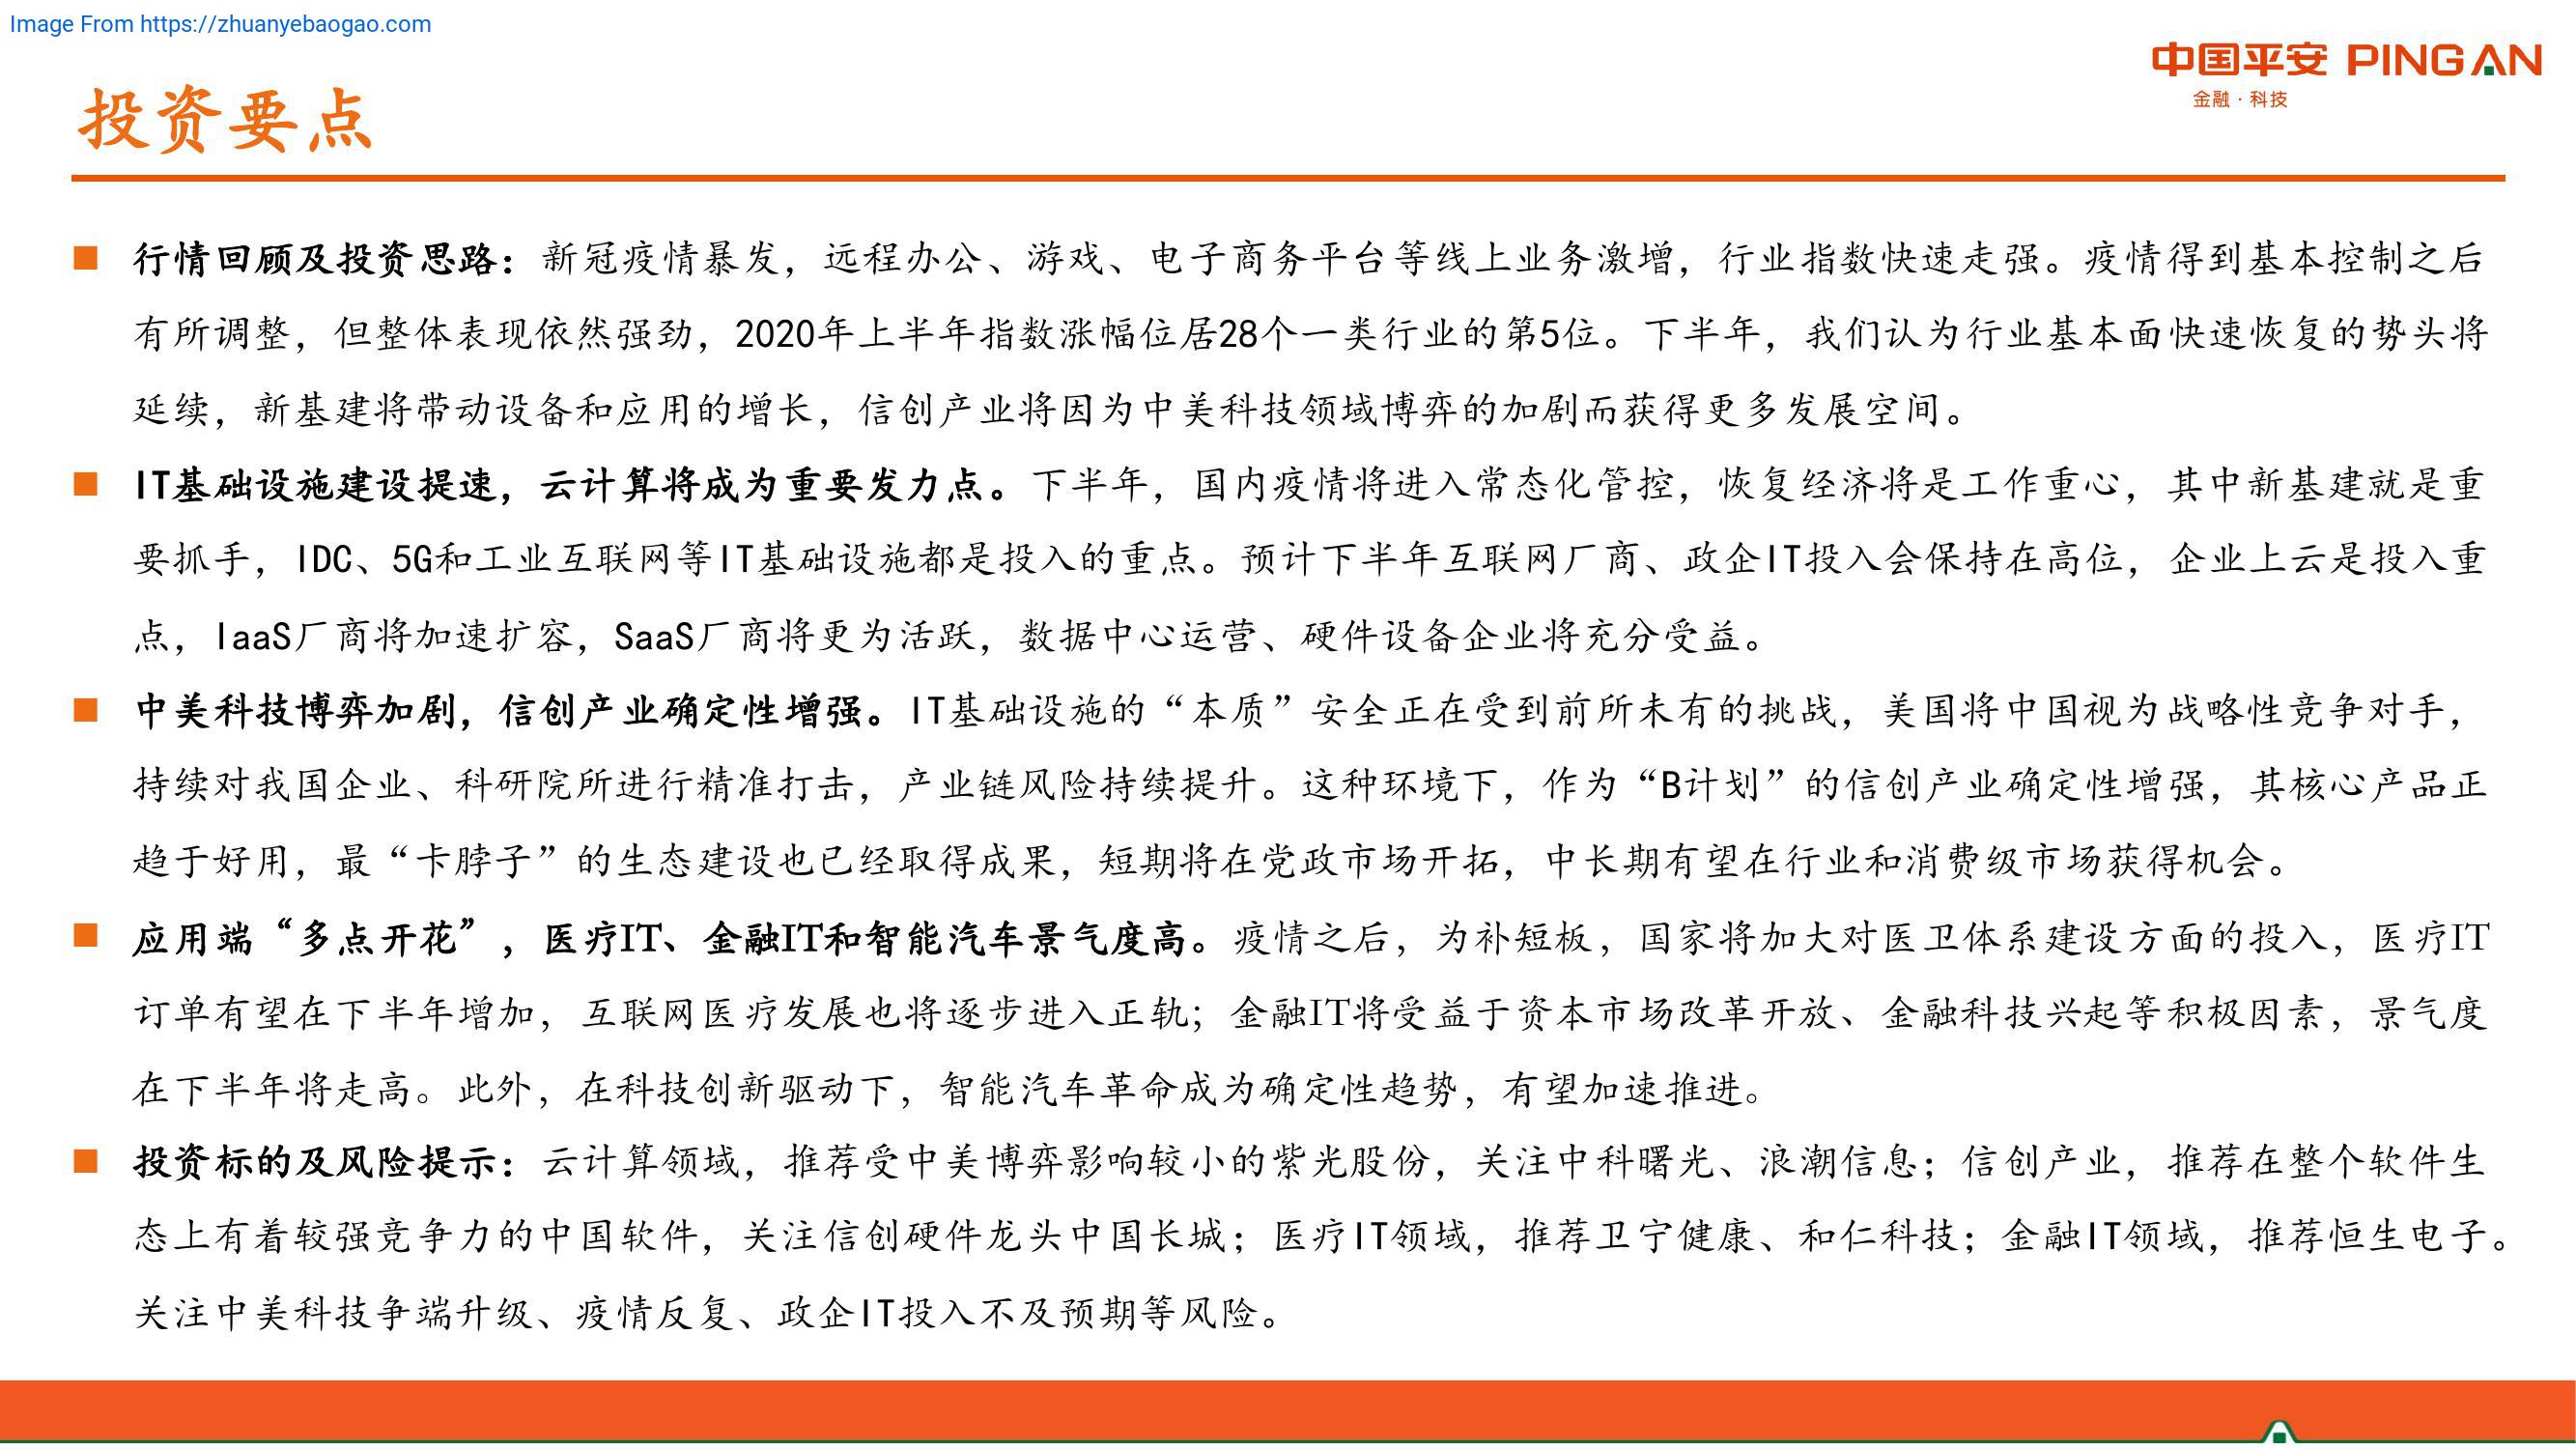 Image From https://zhuanyebaogao.com
中国平安 PINGAN
金融·科技
投资要点
行情回顾及投资思路：新冠疫情暴发，远程办公、游戏、电子商务平台等线上业务激增，行业指数快速走强。疫情得到基本控制之后
有所调整，但整体表现依然强劲，2020年上半年指数涨幅位居28个一类行业的第5位。下半年，我们认为行业基本面快速恢复的势头将
延续，新基建将带动设备和应用的增长，信创产业将因为中美科技领域博弈的加剧而获得更多发展空间。
IT基础设施建设提速，云计算将成为重要发力点。下半年，国内疫情将进入常态化管控，恢复经济将是工作重心，其中新基建就是重
要抓手，IDC、5G和工业互联网等IT基础设施都是投入的重点。预计下半年互联网厂商、政企IT投入会保持在高位，企业上云是投入重
点，IaaS厂商将加速扩容，SaaS厂商将更为活跃，数据中心运营、硬件设备企业将充分受益。
中美科技博弈加剧，信创产业确定性增强。IT基础设施的“本质”安全正在受到前所未有的挑战，美国将中国视为战略性竞争对手，
持续对我国企业、科研院所进行精准打击，产业链风险持续提升。这种环境下，作为“B计划”的信创产业确定性增强，其核心产品正
趋于好用，最“卡脖子”的生态建设也已经取得成果，短期将在党政市场开拓，中长期有望在行业和消费级市场获得机会。
应用端“多点开花”，医疗IT、金融IT和智能汽车景气度高。疫情之后，为补短板，国家将加大对医卫体系建设方面的投入，医疗IT
订单有望在下半年增加，互联网医疗发展也将逐步进入正轨；金融IT将受益于资本市场改革开放、金融科技兴起等积极因素，景气度
在下半年将走高。此外，在科技创新驱动下，智能汽车革命成为确定性趋势，有望加速推进。
投资标的及风险提示：云计算领域，推荐受中美博弈影响较小的紫光股份，关注中科曙光、浪潮信息；信创产业，推荐在整个软件生
态上有着较强竞争力的中国软件，关注信创硬件龙头中国长城；医疗IT领域，推荐卫宁健康、和仁科技；金融IT领域，推荐恒生电子。
关注中美科技争端升级、疫情反复、政企IT投入不及预期等风险。